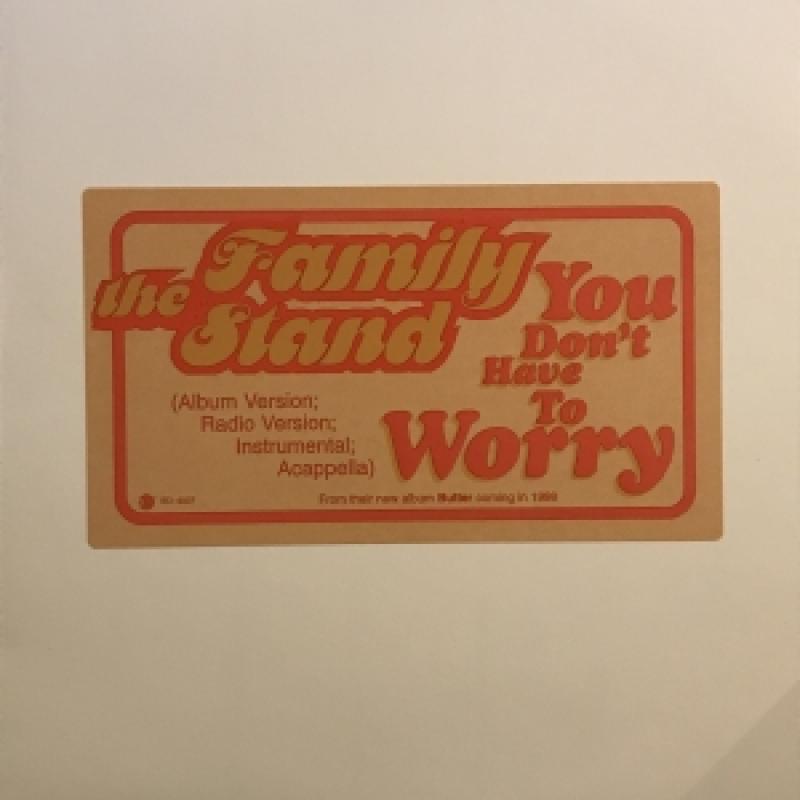 the Family
Stand
You
Don't
Have
To
Worry
(Album Version;
Radio Version;
Instrumental;
Acappella)
From their new album Butter coming in